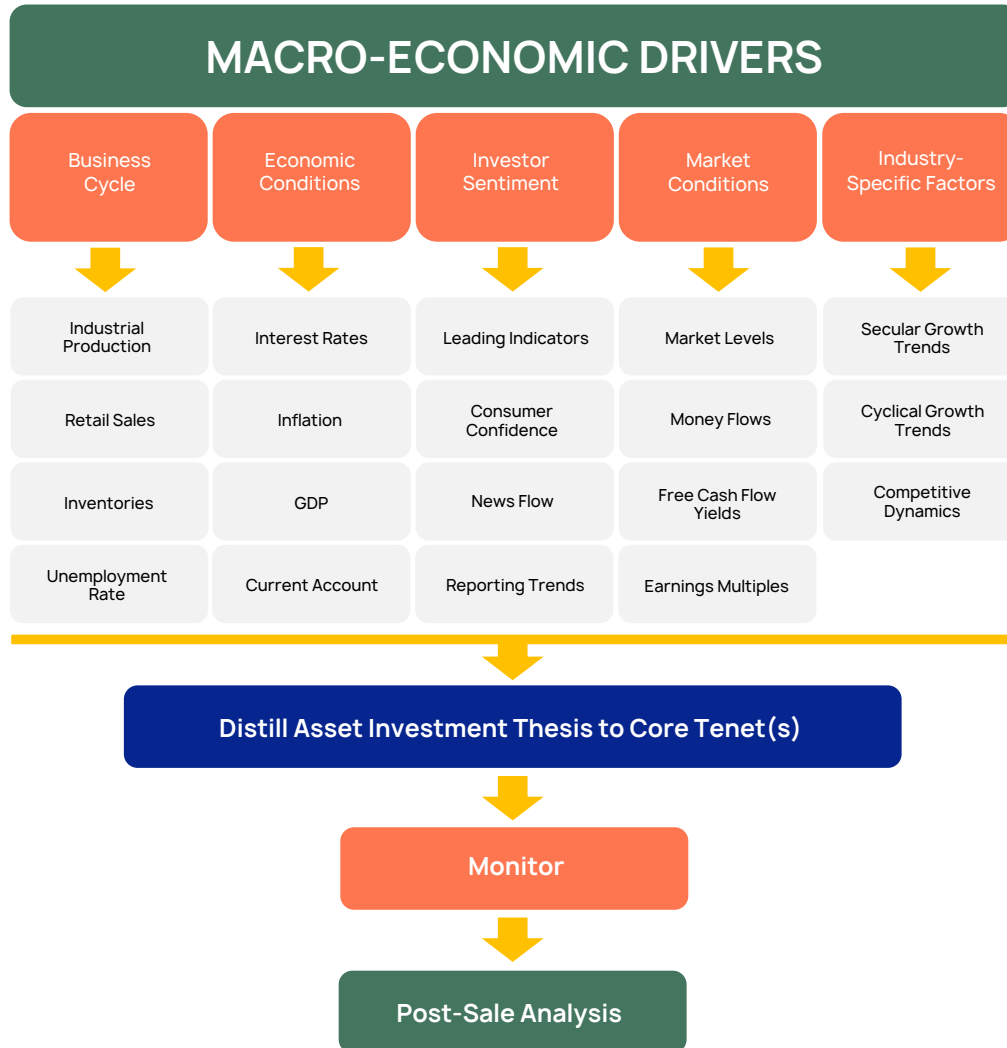 MACRO-ECONOMIC DRIVERS
Business
Cycle
Economic
Conditions
Investor
Sentiment
Market
Conditions
Industry-
Specific Factors
Industrial
Production
Interest Rates
Leading Indicators
Market Levels
Secular Growth
Trends
Retail Sales
Inflation
Consumer
Confidence
Money Flows
Cyclical Growth
Trends
Inventories
GDP
News Flow
Free Cash Flow
Yields
Competitive
Dynamics
Unemployment
Rate
Current Account
Reporting Trends
Earnings Multiples
Distill Asset Investment Thesis to Core Tenet(s)
Monitor
Post-Sale Analysis